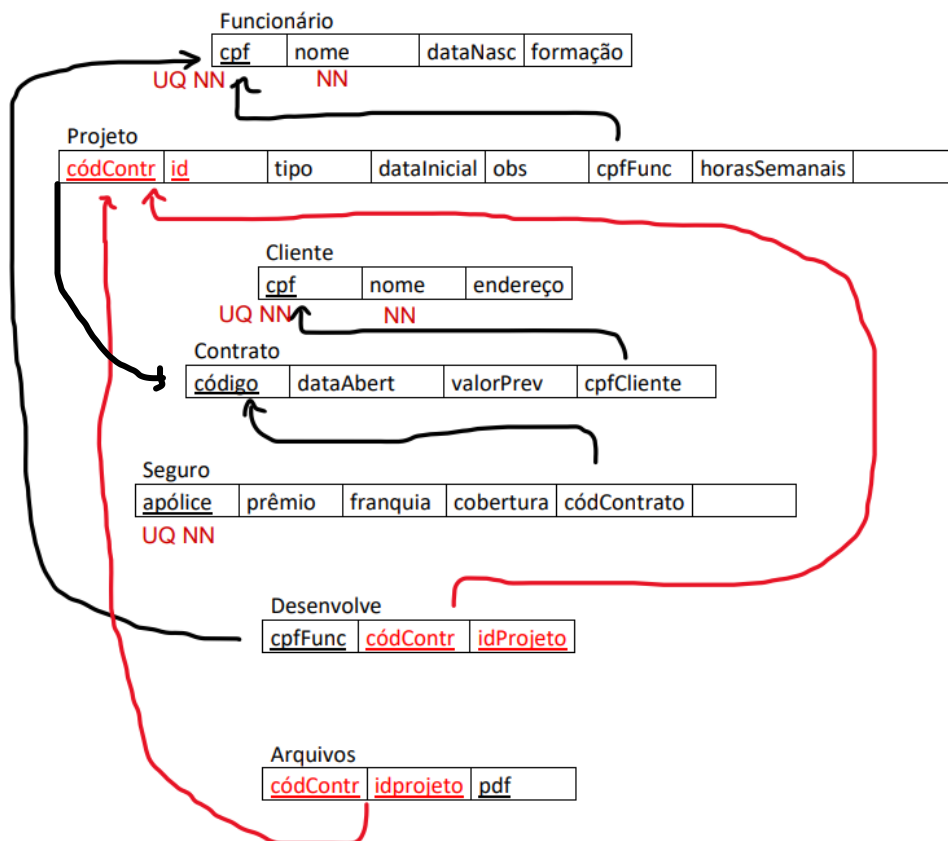 Funcionário
cpf nome dataNasc formação
UQ NN NN
Projeto
códContr id tipo dataInicial obs cpfFunc horasSemanais
Cliente
cpf nome endereço
UQ NN NN
Contrato
código dataAbert valorPrev cpfCliente
Seguro
apólice prêmio franquia cobertura códContrato
UQ NN
Desenvolve
cpfFunc códContr idProjeto
Arquivos
códContr idprojeto pdf